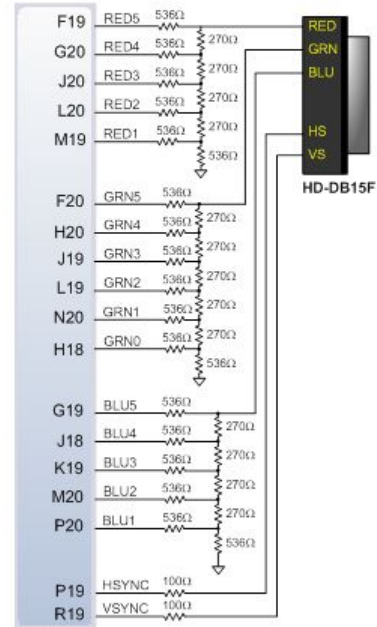 F19 RED5 536Ω RED
270Ω
G20 RED4 536Ω GRN
270Ω
J20 RED3 536Ω BLU
270Ω
L20 RED2 536Ω
270Ω
M19 RED1 536Ω HS
536Ω VS
HD-DB15F
F20 GRN5 536Ω
270Ω
H20 GRN4 536Ω
270Ω
J19 GRN3 536Ω
270Ω
L19 GRN2 536Ω
270Ω
N20 GRN1 536Ω
270Ω
H18 GRN0 536Ω
536Ω
G19 BLU5 536Ω
270Ω
J18 BLU4 536Ω
270Ω
K19 BLU3 536Ω
270Ω
M20 BLU2 536Ω
270Ω
P20 BLU1 536Ω
536Ω
P19 HSYNC 100Ω
R19 VSYNC 100Ω